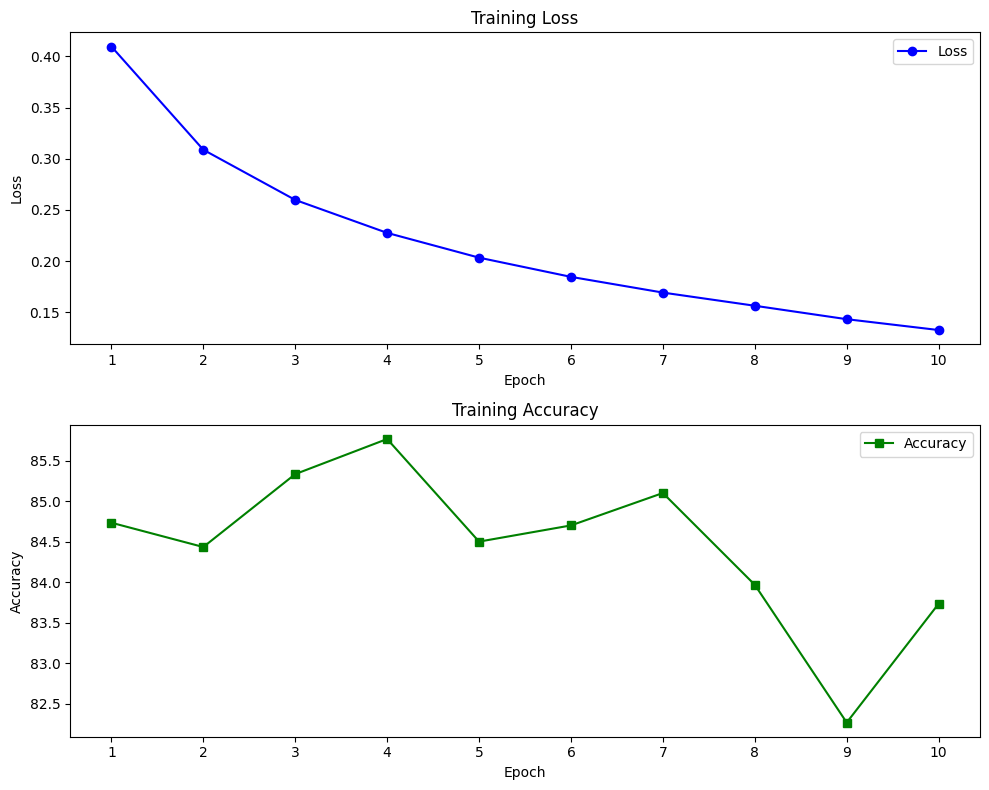 Training Loss
Loss
0.40
0.35
0.30
0.25
0.20
0.15
Loss
1 2 3 4 5 6 7 8 9 10
Epoch
Training Accuracy
Accuracy
85.5
85.0
84.5
84.0
83.5
83.0
82.5
Accuracy
1 2 3 4 5 6 7 8 9 10
Epoch